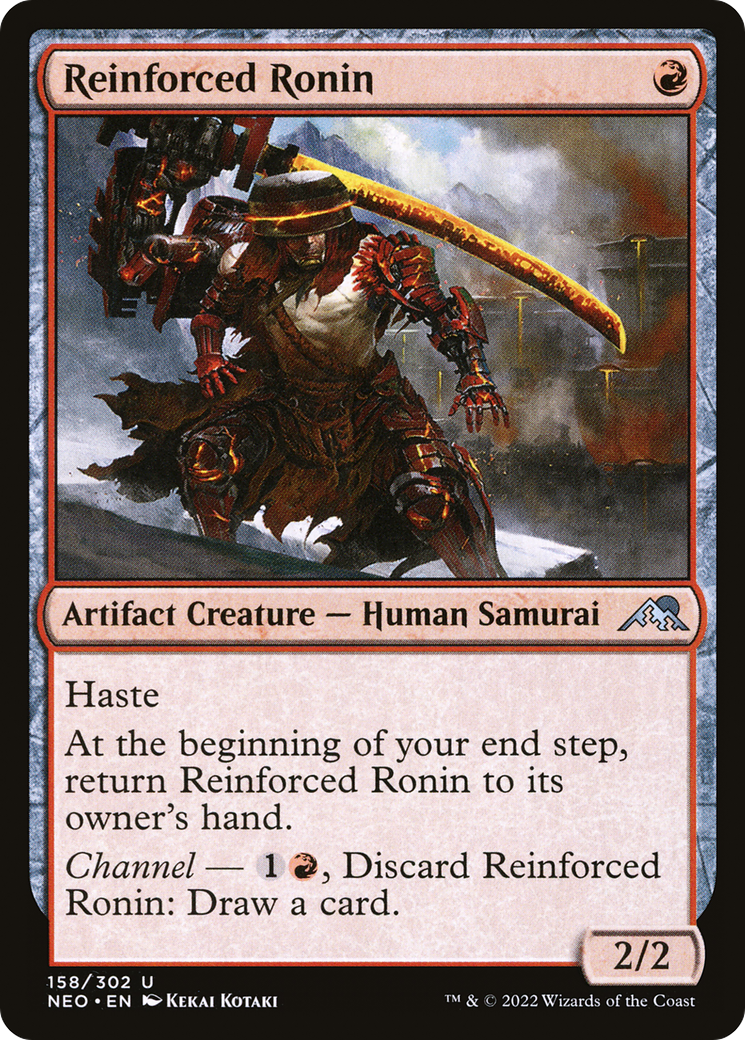 Reinforced Ronin
Artifact Creature — Human Samurai
Haste
At the beginning of your end step,
return Reinforced Ronin to its
owner's hand.
Channel — 1, Discard Reinforced
Ronin: Draw a card.
2/2
158/302 U
NEO • EN Kekai Kotaki
™ & © 2022 Wizards of the Coast